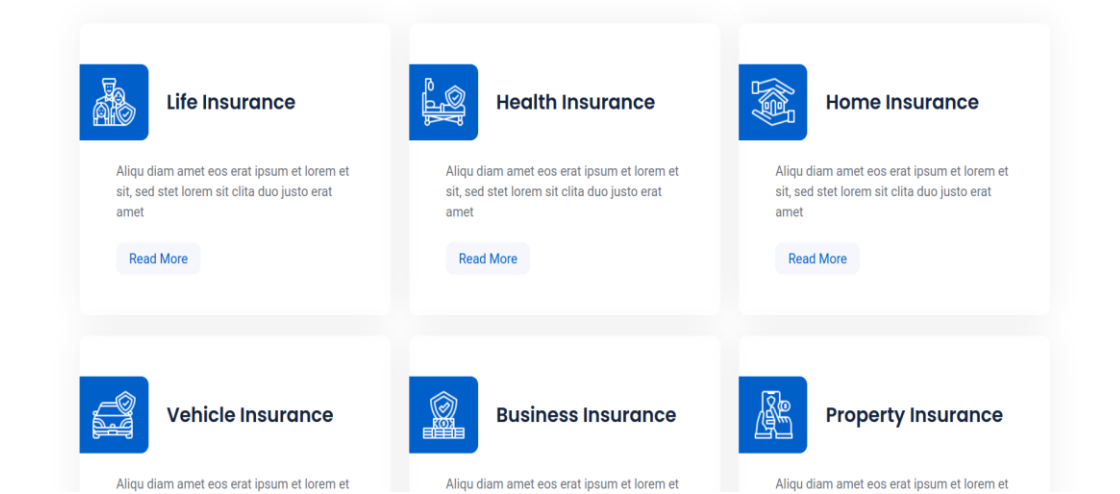 Life Insurance
Health Insurance
Home Insurance
Aliqu diam amet eos erat ipsum et lorem et
sit, sed stet lorem sit clita duo justo erat
amet
Aliqu diam amet eos erat ipsum et lorem et
sit, sed stet lorem sit clita duo justo erat
amet
Aliqu diam amet eos erat ipsum et lorem et
sit, sed stet lorem sit clita duo justo erat
amet
Read More
Read More
Read More
Vehicle Insurance
Business Insurance
Property Insurance
Aliqu diam amet eos erat ipsum et lorem et
Aliqu diam amet eos erat ipsum et lorem et
Aliqu diam amet eos erat ipsum et lorem et